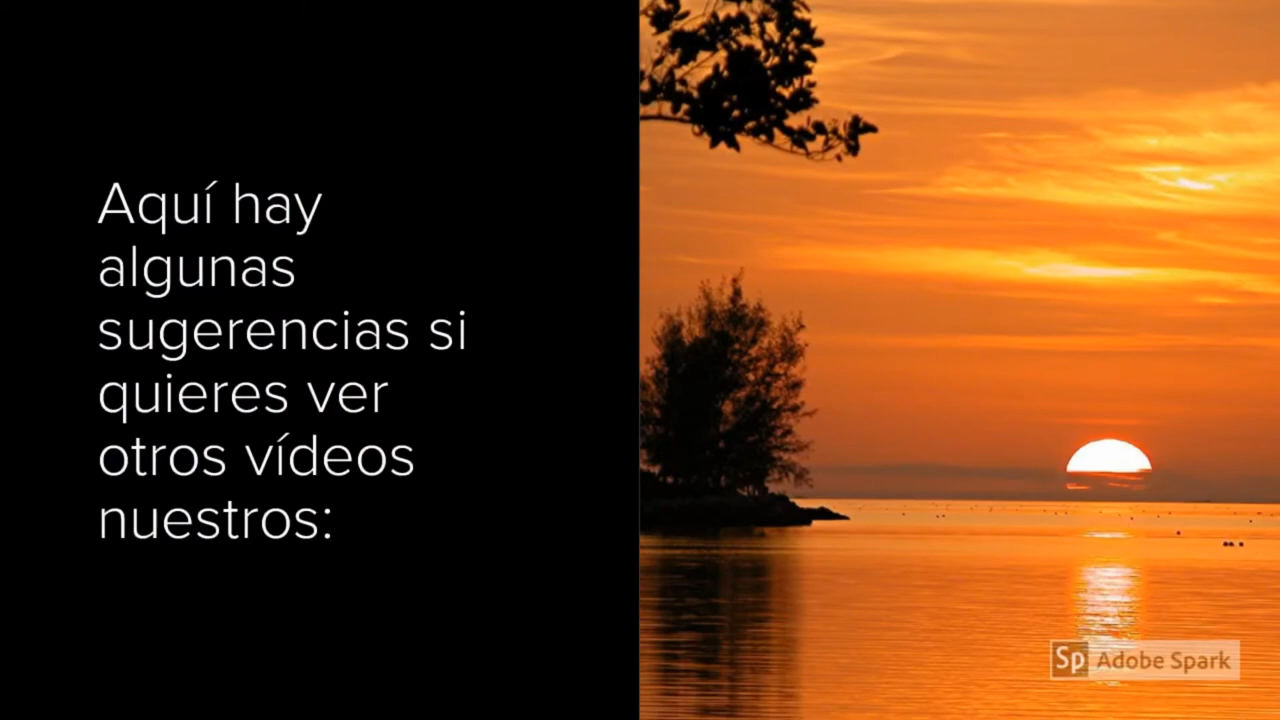 Aquí hay
algunas
sugerencias si
quieres ver
otros vídeos
nuestros:
Sp Adobe Spark